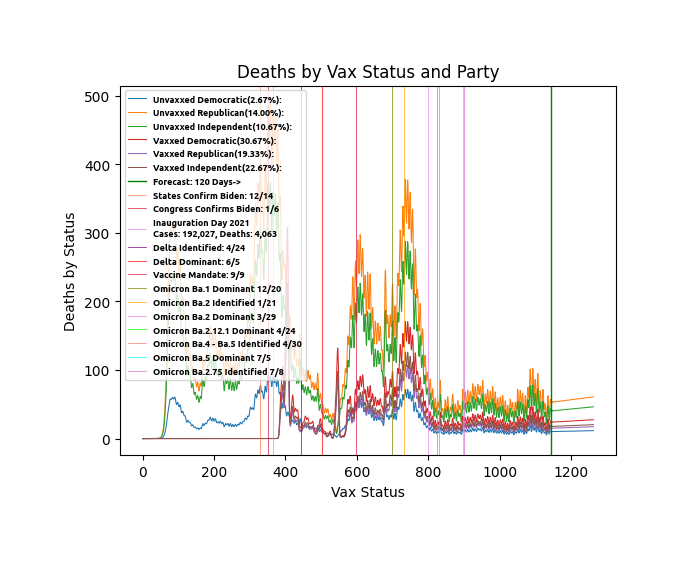 Deaths by Vax Status and Party
Deaths by Status
500
400
300
200
100
0
Unvaxxed Democratic(2.67%):
Unvaxxed Republican(14.00%):
Unvaxxed Independent(10.67%):
Vaxxed Democratic(30.67%):
Vaxxed Republican(19.33%):
Vaxxed Independent(22.67%):
Forecast: 120 Days->
States Confirm Biden: 12/14
Congress Confirms Biden: 1/6
Inauguration Day 2021
Cases: 192,027, Deaths: 4,063
Delta Identified: 4/24
Delta Dominant: 6/5
Vaccine Mandate: 9/9
Omicron Ba.1 Dominant 12/20
Omicron Ba.2 Identified 1/21
Omicron Ba.2 Dominant 3/29
Omicron Ba.2.12.1 Dominant 4/24
Omicron Ba.4 - Ba.5 Identified 4/30
Omicron Ba.5 Dominant 7/5
Omicron Ba.2.75 Identified 7/8
0 200 400 600 800 1000 1200
Vax Status